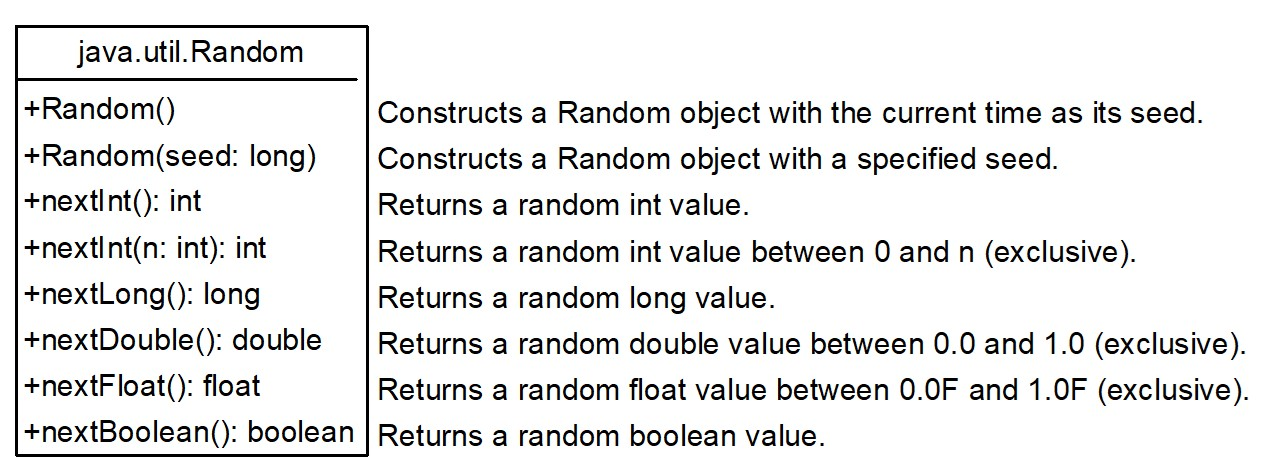 java.util.Random
+Random() Constructs a Random object with the current time as its seed.
+Random(seed: long) Constructs a Random object with a specified seed.
+nextInt(): int Returns a random int value.
+nextInt(n: int): int Returns a random int value between 0 and n (exclusive).
+nextLong(): long Returns a random long value.
+nextDouble(): double Returns a random double value between 0.0 and 1.0 (exclusive).
+nextFloat(): float Returns a random float value between 0.0F and 1.0F (exclusive).
+nextBoolean(): boolean Returns a random boolean value.